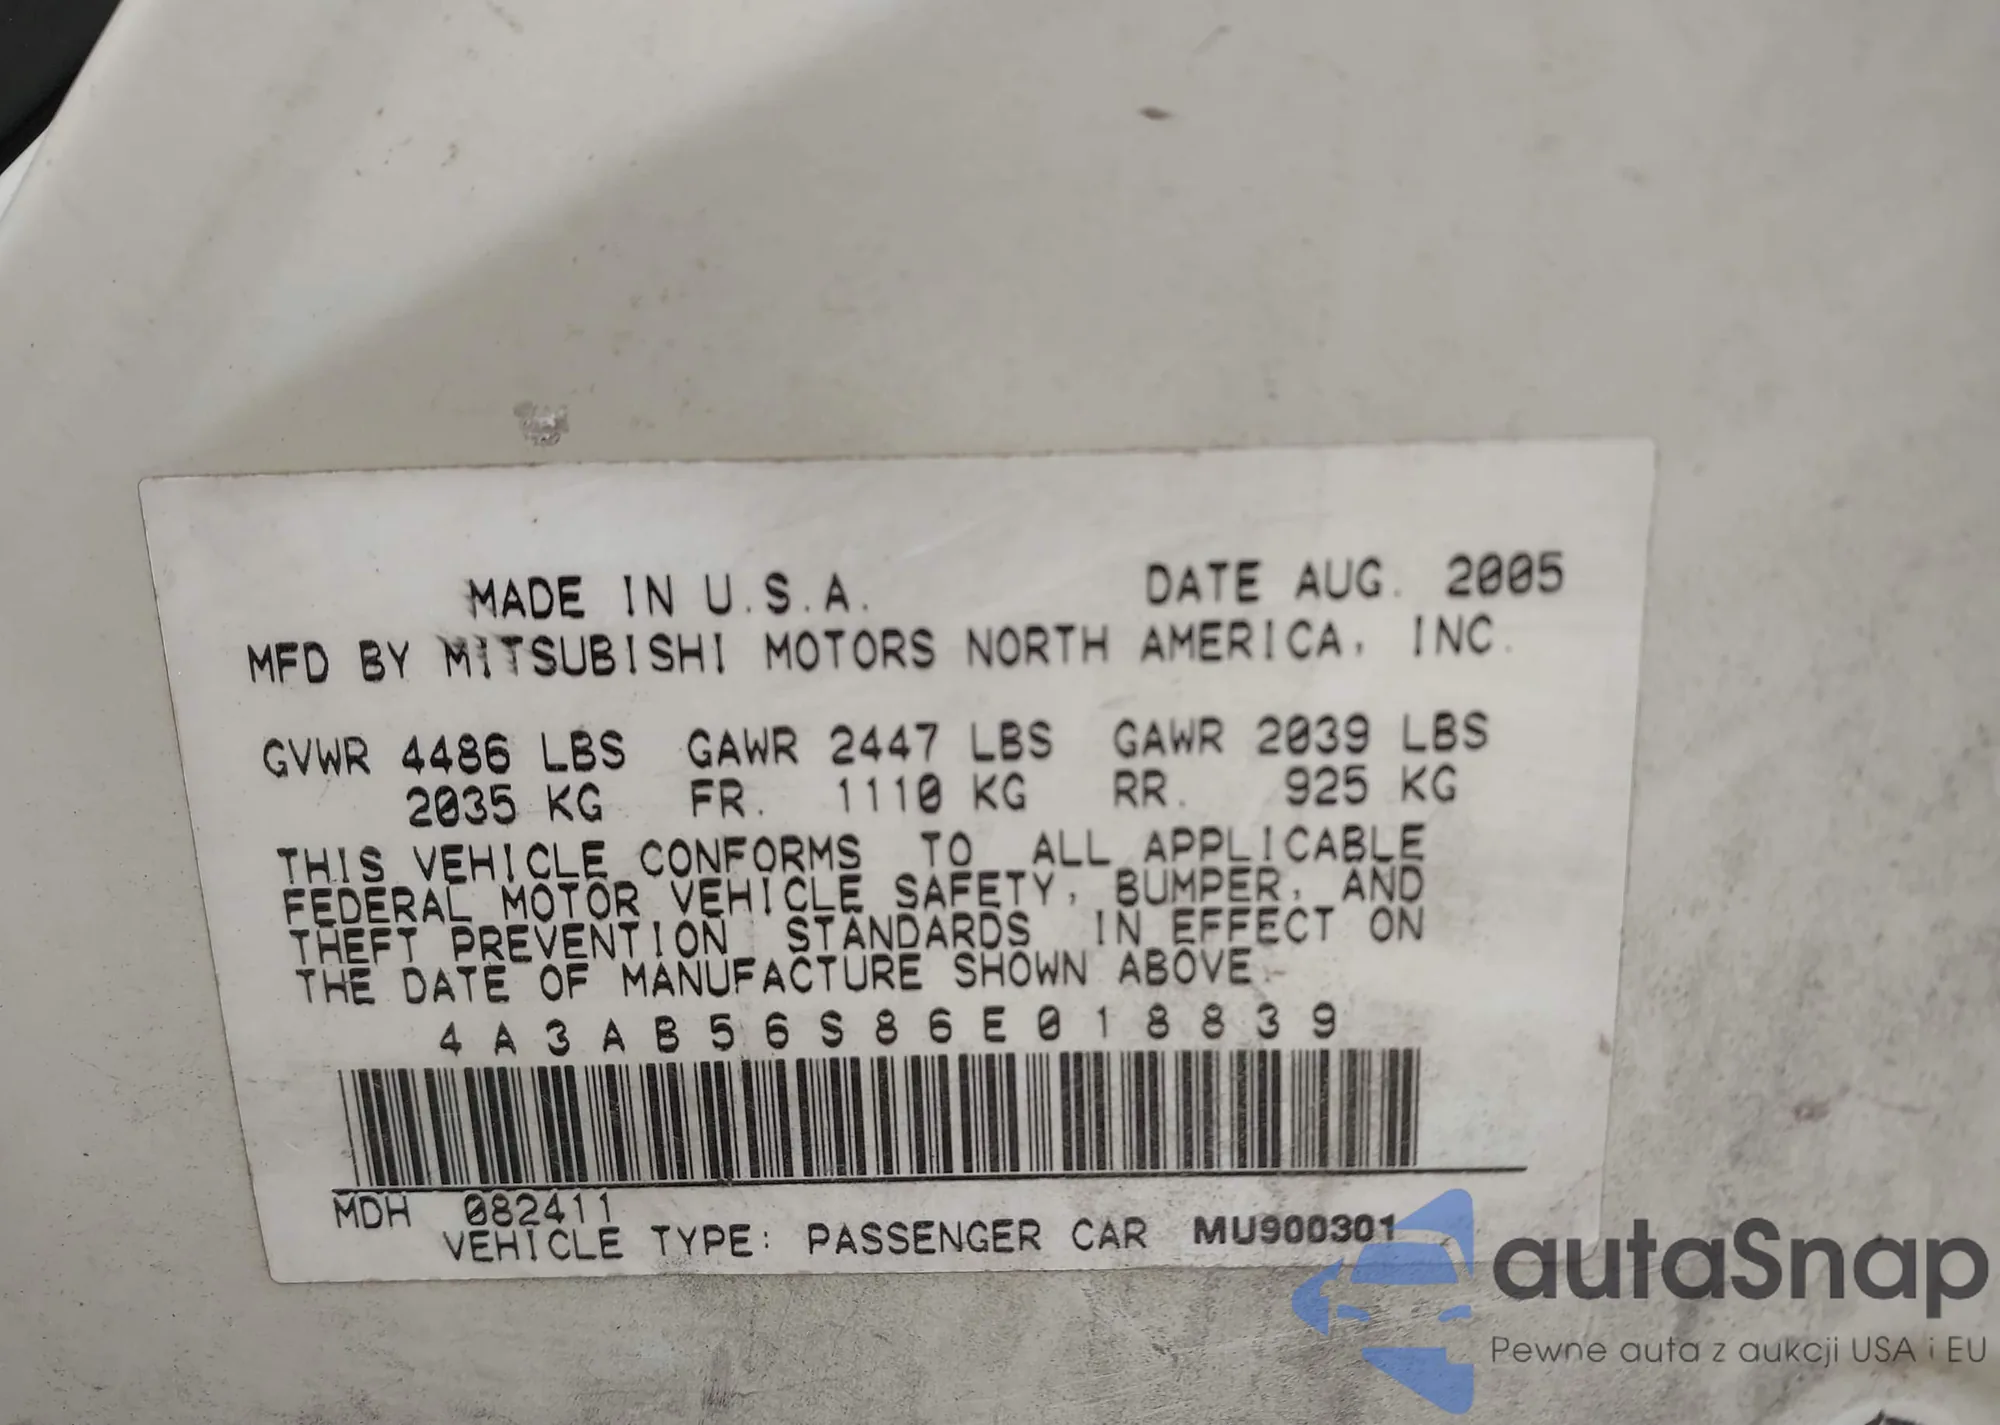 MADE IN U.S.A. DATE AUG. 2005
MFD BY MITSUBISHI MOTORS NORTH AMERICA, INC.
GVWR 4486 LBS GAWR 2447 LBS GAWR 2039 LBS
2035 KG FR. 1110 KG RR. 925 KG
THIS VEHICLE CONFORMS TO ALL APPLICABLE
FEDERAL MOTOR VEHICLE SAFETY, BUMPER, AND
THEFT PREVENTION STANDARDS IN EFFECT ON
THE DATE OF MANUFACTURE SHOWN ABOVE.
4A3AB56S86E018839
MDH 082411
VEHICLE TYPE: PASSENGER CAR MU900301
autaSnap
Pewne auta z aukcji USA i EU